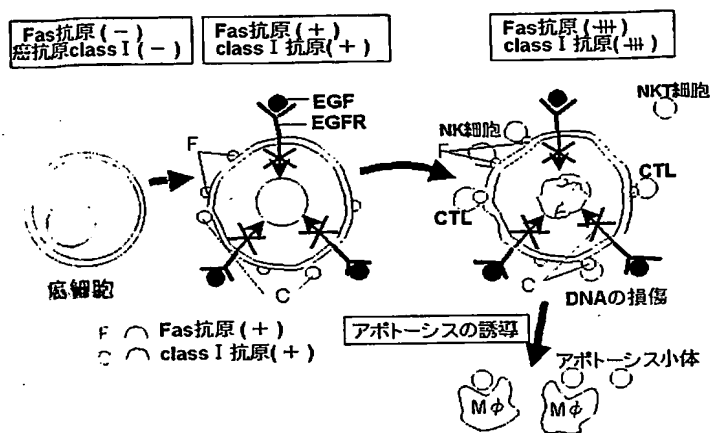 Fas抗原(-)
癌抗原classⅠ(-)
Fas抗原(+)
classⅠ抗原(+)
Fas抗原(卌)
classⅠ抗原(卌)
EGF
EGFR
F
NK細胞
F
NKT細胞
CTL
CTL
癌細胞
C
C
DNAの損傷
F Fas抗原(+)
C classⅠ抗原(+)
アポトーシスの誘導
アポトーシス小体
Mφ
Mφ